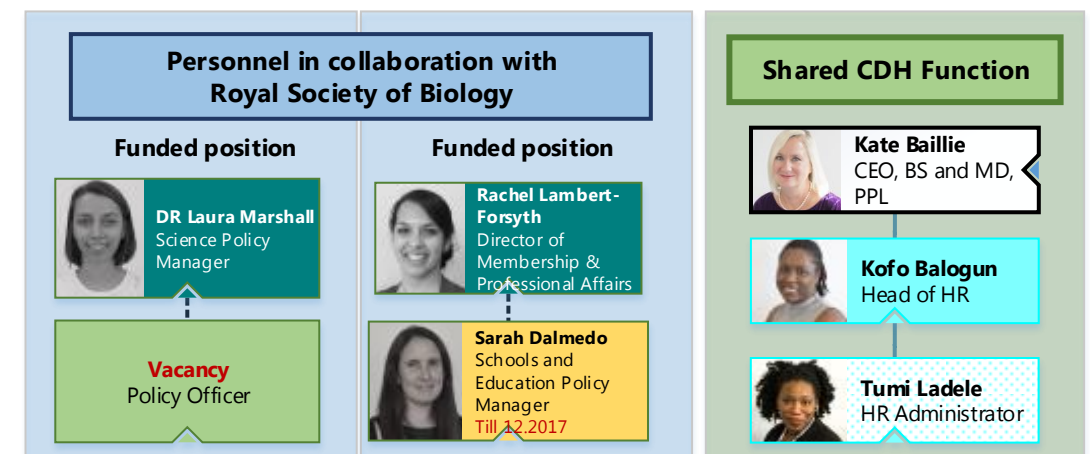 Personnel in collaboration with
Royal Society of Biology
Funded position
DR Laura Marshall
Science Policy
Manager
Vacancy
Policy Officer
Funded position
Rachel Lambert-
Forsyth
Director of
Membership &
Professional Affairs
Sarah Dalmedo
Schools and
Education Policy
Manager
Till 12.2017
Shared CDH Function
Kate Baillie
CEO, BS and MD,
PPL
Kofo Balogun
Head of HR
Tumi Ladele
HR Administrator